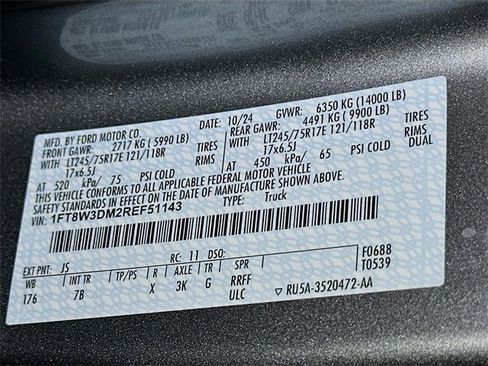 MFD. BY FORD MOTOR CO.
DATE: 10/24 GVWR: 6350 KG (14000 LB)
FRONT GAWR: 2717 KG (5990 LB) REAR GAWR: 4491 KG (9900 LB)
WITH LT245/75R17E 121/118R TIRES WITH LT245/75R17E 121/118R TIRES
17x6.5J RIMS 17x6.5J RIMS
AT 520 kPa/ 75 PSI COLD AT 450 kPa/ 65 PSI COLD DUAL
THIS VEHICLE CONFORMS TO ALL APPLICABLE FEDERAL MOTOR VEHICLE
SAFETY STANDARDS IN EFFECT ON THE DATE OF MANUFACTURE SHOWN ABOVE.
VIN: 1FT8W3DM2REF51143 TYPE: Truck
EXT PNT: JS RC: 11 DSO: F0688
WB INT TR TP/PS R AXLE TR SPR T0539
176 7B X 3K G RRFF
ULC ▽ RU5A-3520472-AA